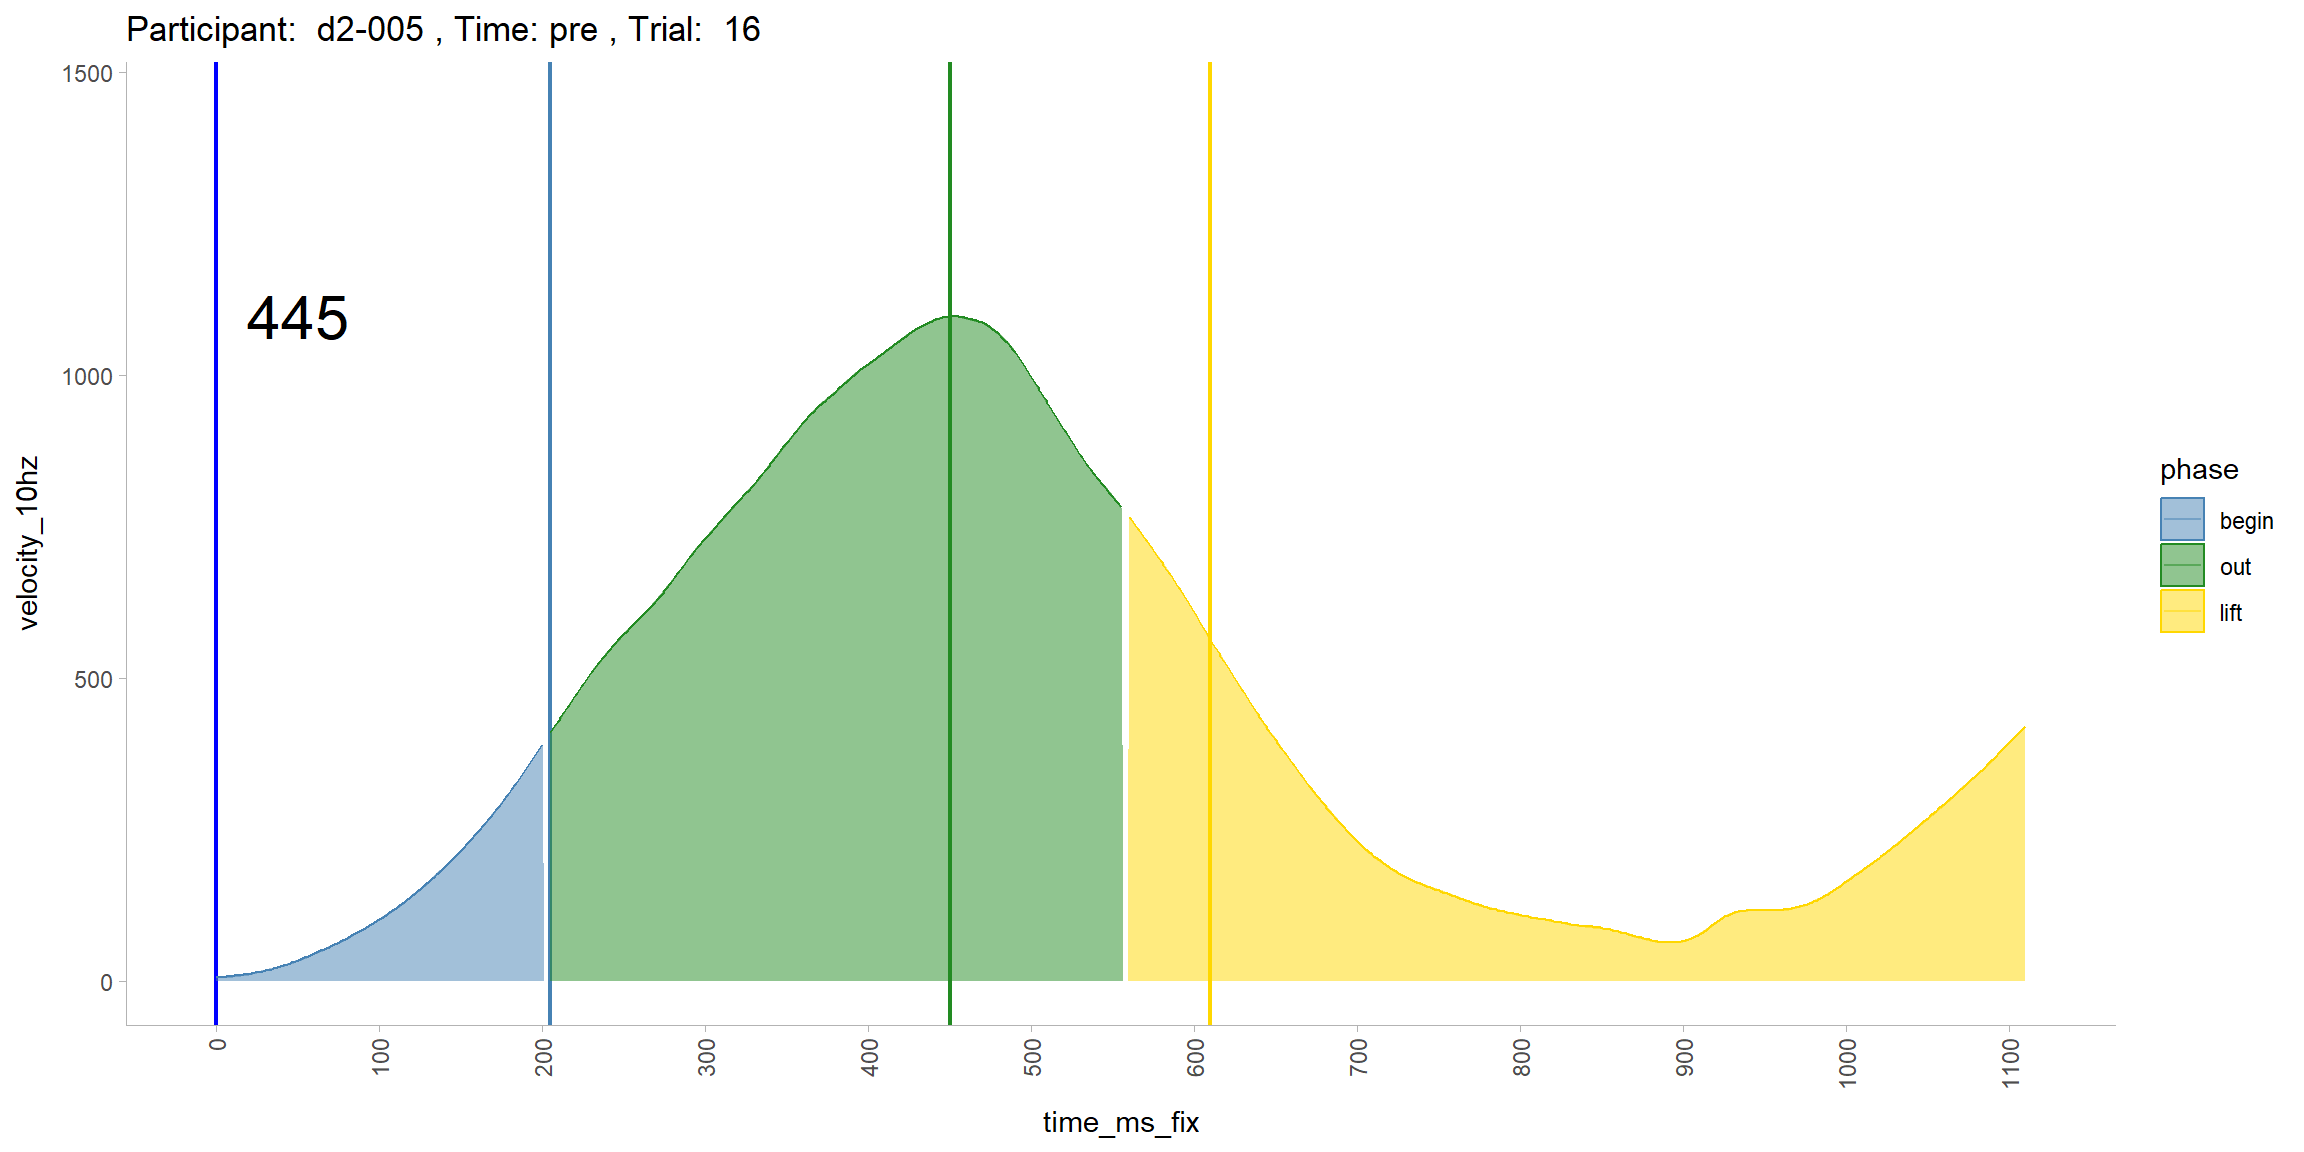 Participant:  d2-005 , Time: pre , Trial:  16
1500
1000
500
0
velocity_10hz
445
0
100
200
300
400
500
600
700
800
900
1000
1100
time_ms_fix
phase
begin
out
lift